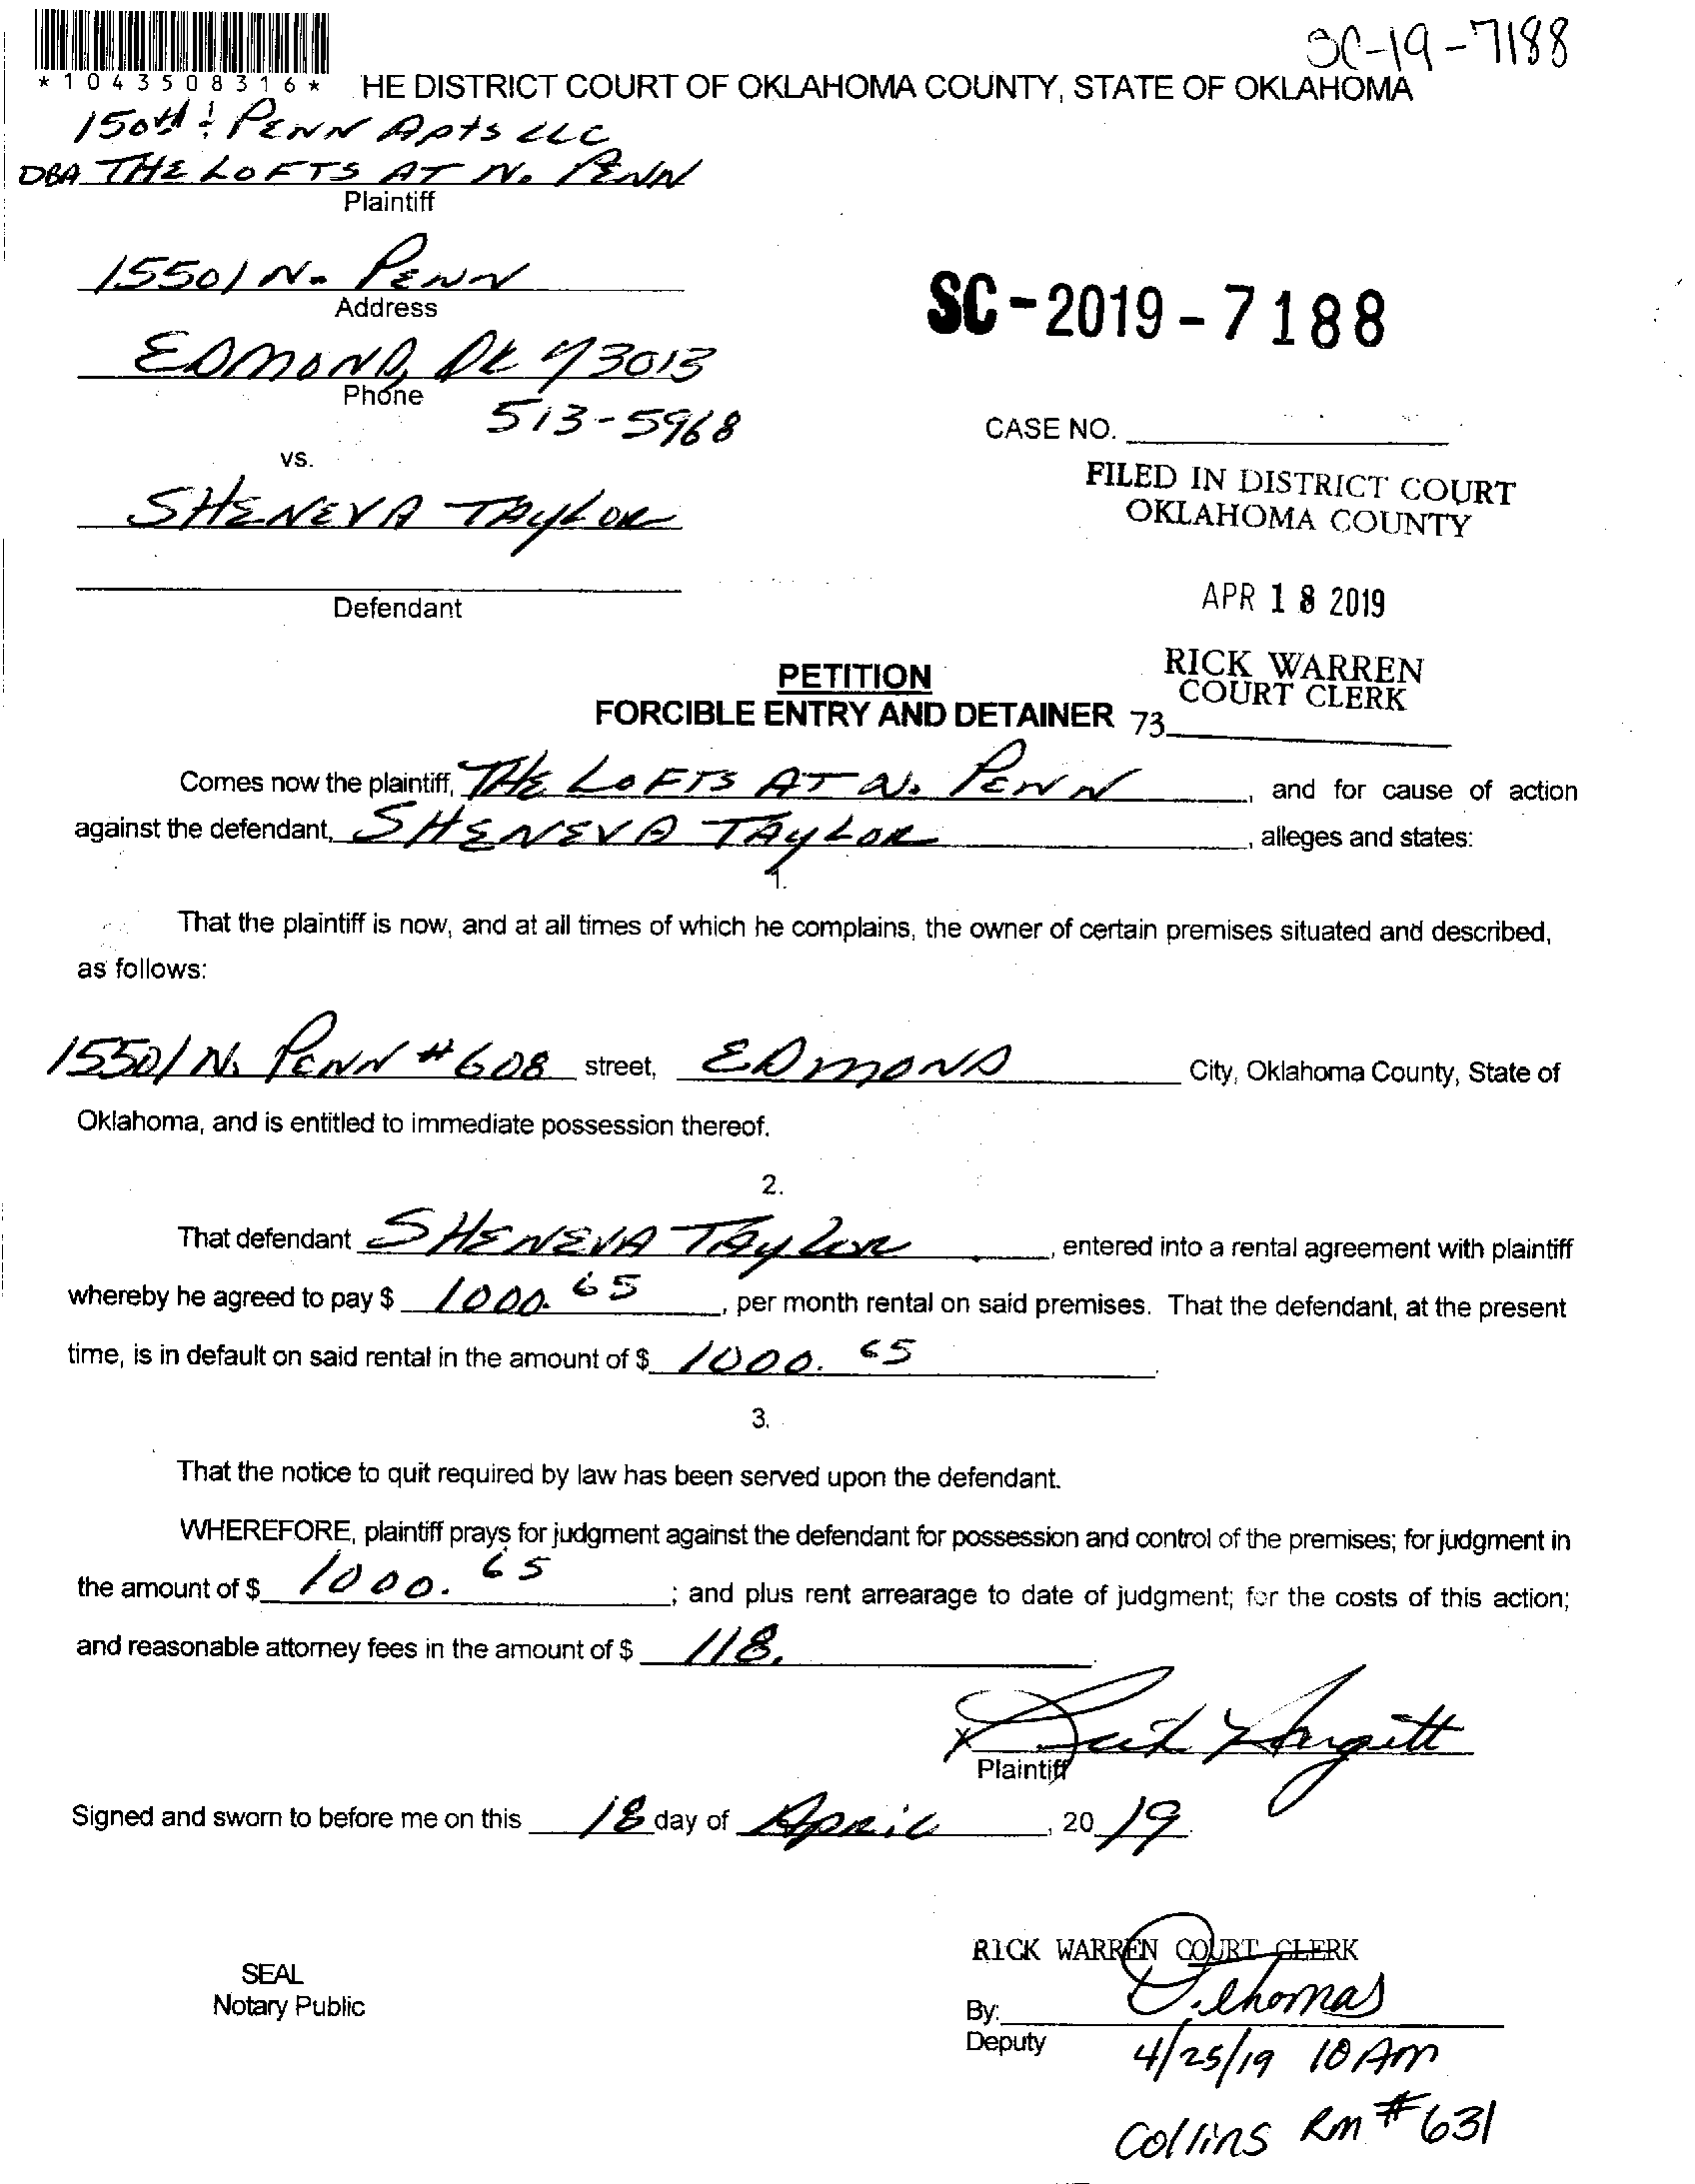 SC-19-7188
*1043508316*
HE DISTRICT COURT OF OKLAHOMA COUNTY, STATE OF OKLAHOMA
150th & PENN Apts LLC
DBA THE LOFTS AT N. PENN
Plaintiff
15501 N. PENN
Address
SC-2019-7188
EDMOND, OK 73013
Phone
513-5968
CASE NO.
vs.
FILED IN DISTRICT COURT
OKLAHOMA COUNTY
SHENEVA TAYLOR
Defendant
APR 18 2019
RICK WARREN
COURT CLERK
PETITION
FORCIBLE ENTRY AND DETAINER 73
Comes now the plaintiff, THE LOFTS AT N. PENN, and for cause of action
against the defendant, SHENEVA TAYLOR, alleges and states:
1.
That the plaintiff is now, and at all times of which he complains, the owner of certain premises situated and described,
as follows:
15501 N. PENN #608 street, EDMOND City, Oklahoma County, State of
Oklahoma, and is entitled to immediate possession thereof.
2.
That defendant SHENEVA TAYLOR, entered into a rental agreement with plaintiff
whereby he agreed to pay $ 1000.65, per month rental on said premises. That the defendant, at the present
time, is in default on said rental in the amount of $ 1000.65.
3.
That the notice to quit required by law has been served upon the defendant.
WHEREFORE, plaintiff prays for judgment against the defendant for possession and control of the premises; for judgment in
the amount of $ 1000.65; and plus rent arrearage to date of judgment; for the costs of this action;
and reasonable attorney fees in the amount of $ 118.
X Hargett
Plaintiff
Signed and sworn to before me on this 18 day of April, 20 19.
RICK WARREN COURT CLERK
SEAL
Notary Public
By: Thomas
Deputy
4/25/19 10 AM
Collins Rm #631